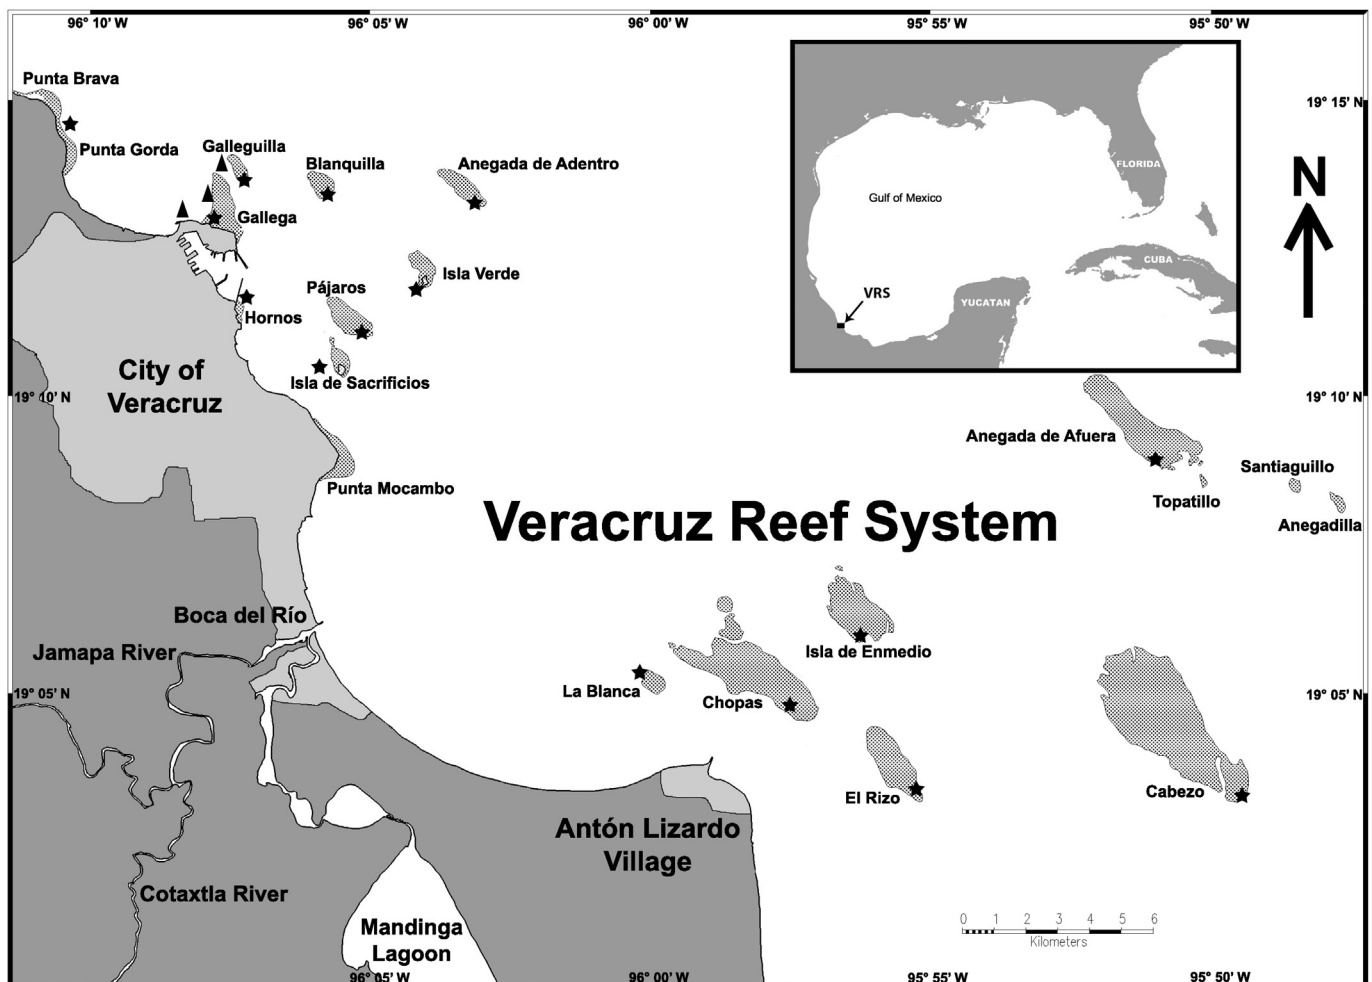 96° 10' W
96° 05' W
96° 00' W
95° 55' W
95° 50' W
Punta Brava
19° 15' N
Punta Gorda
Galleguilla
Blanquilla
Anegada de Adentro
Gallega
Isla Verde
Pájaros
Hornos
Isla de Sacrificios
Gulf of Mexico
FLORIDA
CUBA
YUCATAN
VRS
N
City of
Veracruz
19° 10' N
19° 10' N
Punta Mocambo
Anegada de Afuera
Santiaguillo
Topatillo
Anegadilla
Veracruz Reef System
Boca del Río
Jamapa River
Isla de Enmedio
La Blanca
Chopas
19° 05' N
19° 05' N
El Rizo
Cabezo
Antón Lizardo
Village
Cotaxtla River
Mandinga
Lagoon
0 1 2 3 4 5 6
Kilometers
96° 05' W
96° 00' W
95° 55' W
95° 50' W